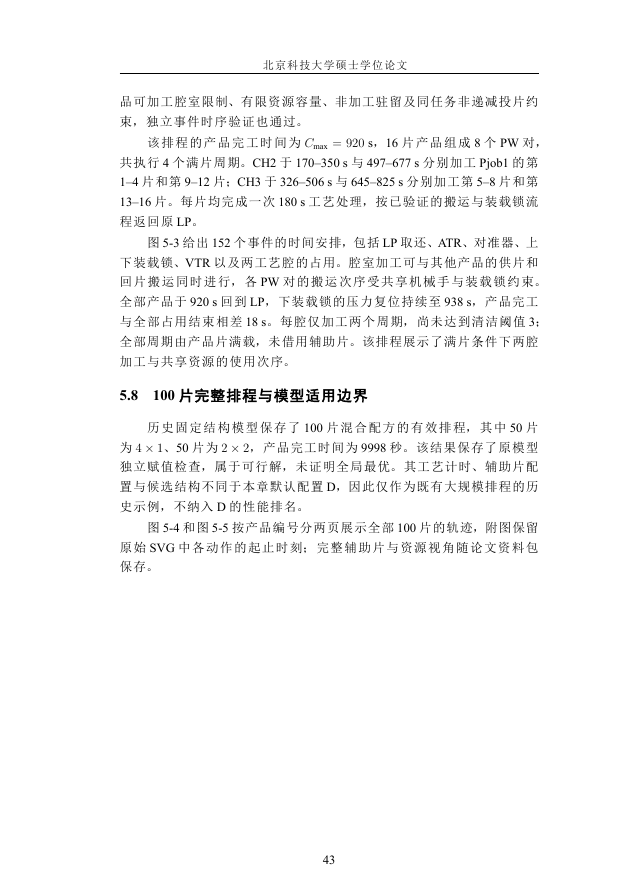 北京科技大学硕士学位论文
品可加工腔室限制、有限资源容量、非加工驻留及同任务非递减投片约
束，独立事件时序验证也通过。
该排程的产品完工时间为 Cmax = 920 s，16 片产品组成 8 个 PW 对，
共执行 4 个满片周期。CH2 于 170–350 s 与 497–677 s 分别加工 Pjob1 的第
1–4 片和第 9–12 片；CH3 于 326–506 s 与 645–825 s 分别加工第 5–8 片和第
13–16 片。每片均完成一次 180 s 工艺处理，按已验证的搬运与装载锁流
程返回原 LP。
图 5-3 给出 152 个事件的时间安排，包括 LP 取还、ATR、对准器、上
下装载锁、VTR 以及两工艺腔的占用。腔室加工可与其他产品的供片和
回片搬运同时进行，各 PW 对的搬运次序受共享机械手与装载锁约束。
全部产品于 920 s 回到 LP，下装载锁的压力复位持续至 938 s，产品完工
与全部占用结束相差 18 s。每腔仅加工两个周期，尚未达到清洁阈值 3；
全部周期由产品片满载，未借用辅助片。该排程展示了满片条件下两腔
加工与共享资源的使用次序。
5.8 100 片完整排程与模型适用边界
历史固定结构模型保存了 100 片混合配方的有效排程，其中 50 片
为 4 × 1、50 片为 2 × 2，产品完工时间为 9998 秒。该结果保存了原模型
独立赋值检查，属于可行解，未证明全局最优。其工艺计时、辅助片配
置与候选结构不同于本章默认配置 D，因此仅作为既有大规模排程的历
史示例，不纳入 D 的性能排名。
图 5-4 和图 5-5 按产品编号分两页展示全部 100 片的轨迹，附图保留
原始 SVG 中各动作的起止时刻；完整辅助片与资源视角随论文资料包
保存。
43